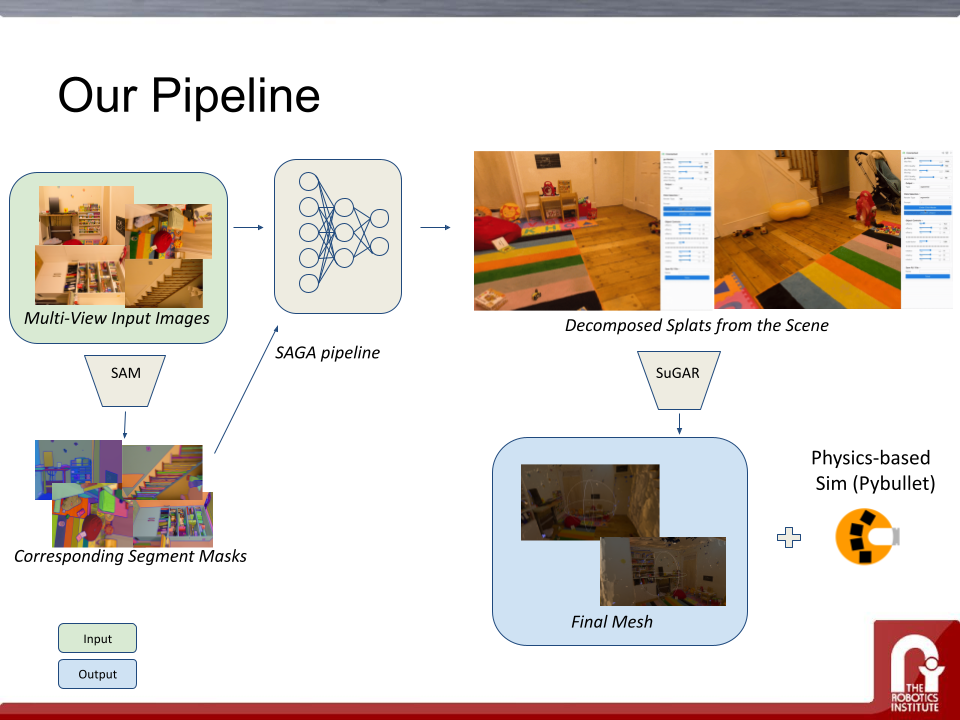 Our Pipeline
Multi-View Input Images
SAGA pipeline
Decomposed Splats from the Scene
SAM
SuGAR
Corresponding Segment Masks
Final Mesh
Physics-based
Sim (Pybullet)
Input
Output
THE
ROBOTICS
INSTITUTE